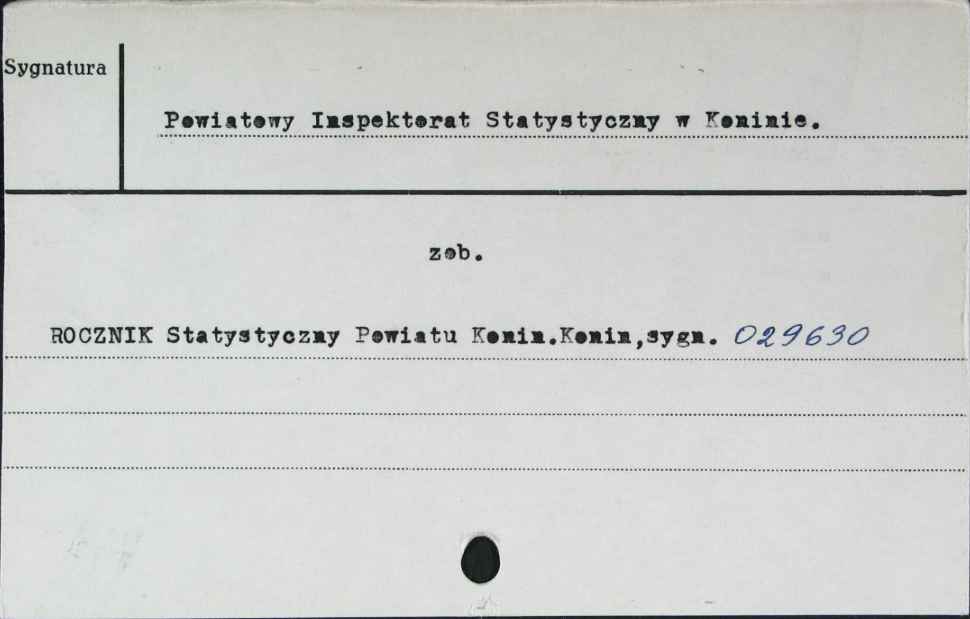 Sygnatura
Powiatowy Inspektorat Statystyczny w Koninie.
zob.
ROCZNIK Statystyczny Powiatu Konin.Konin,sygn. 029630